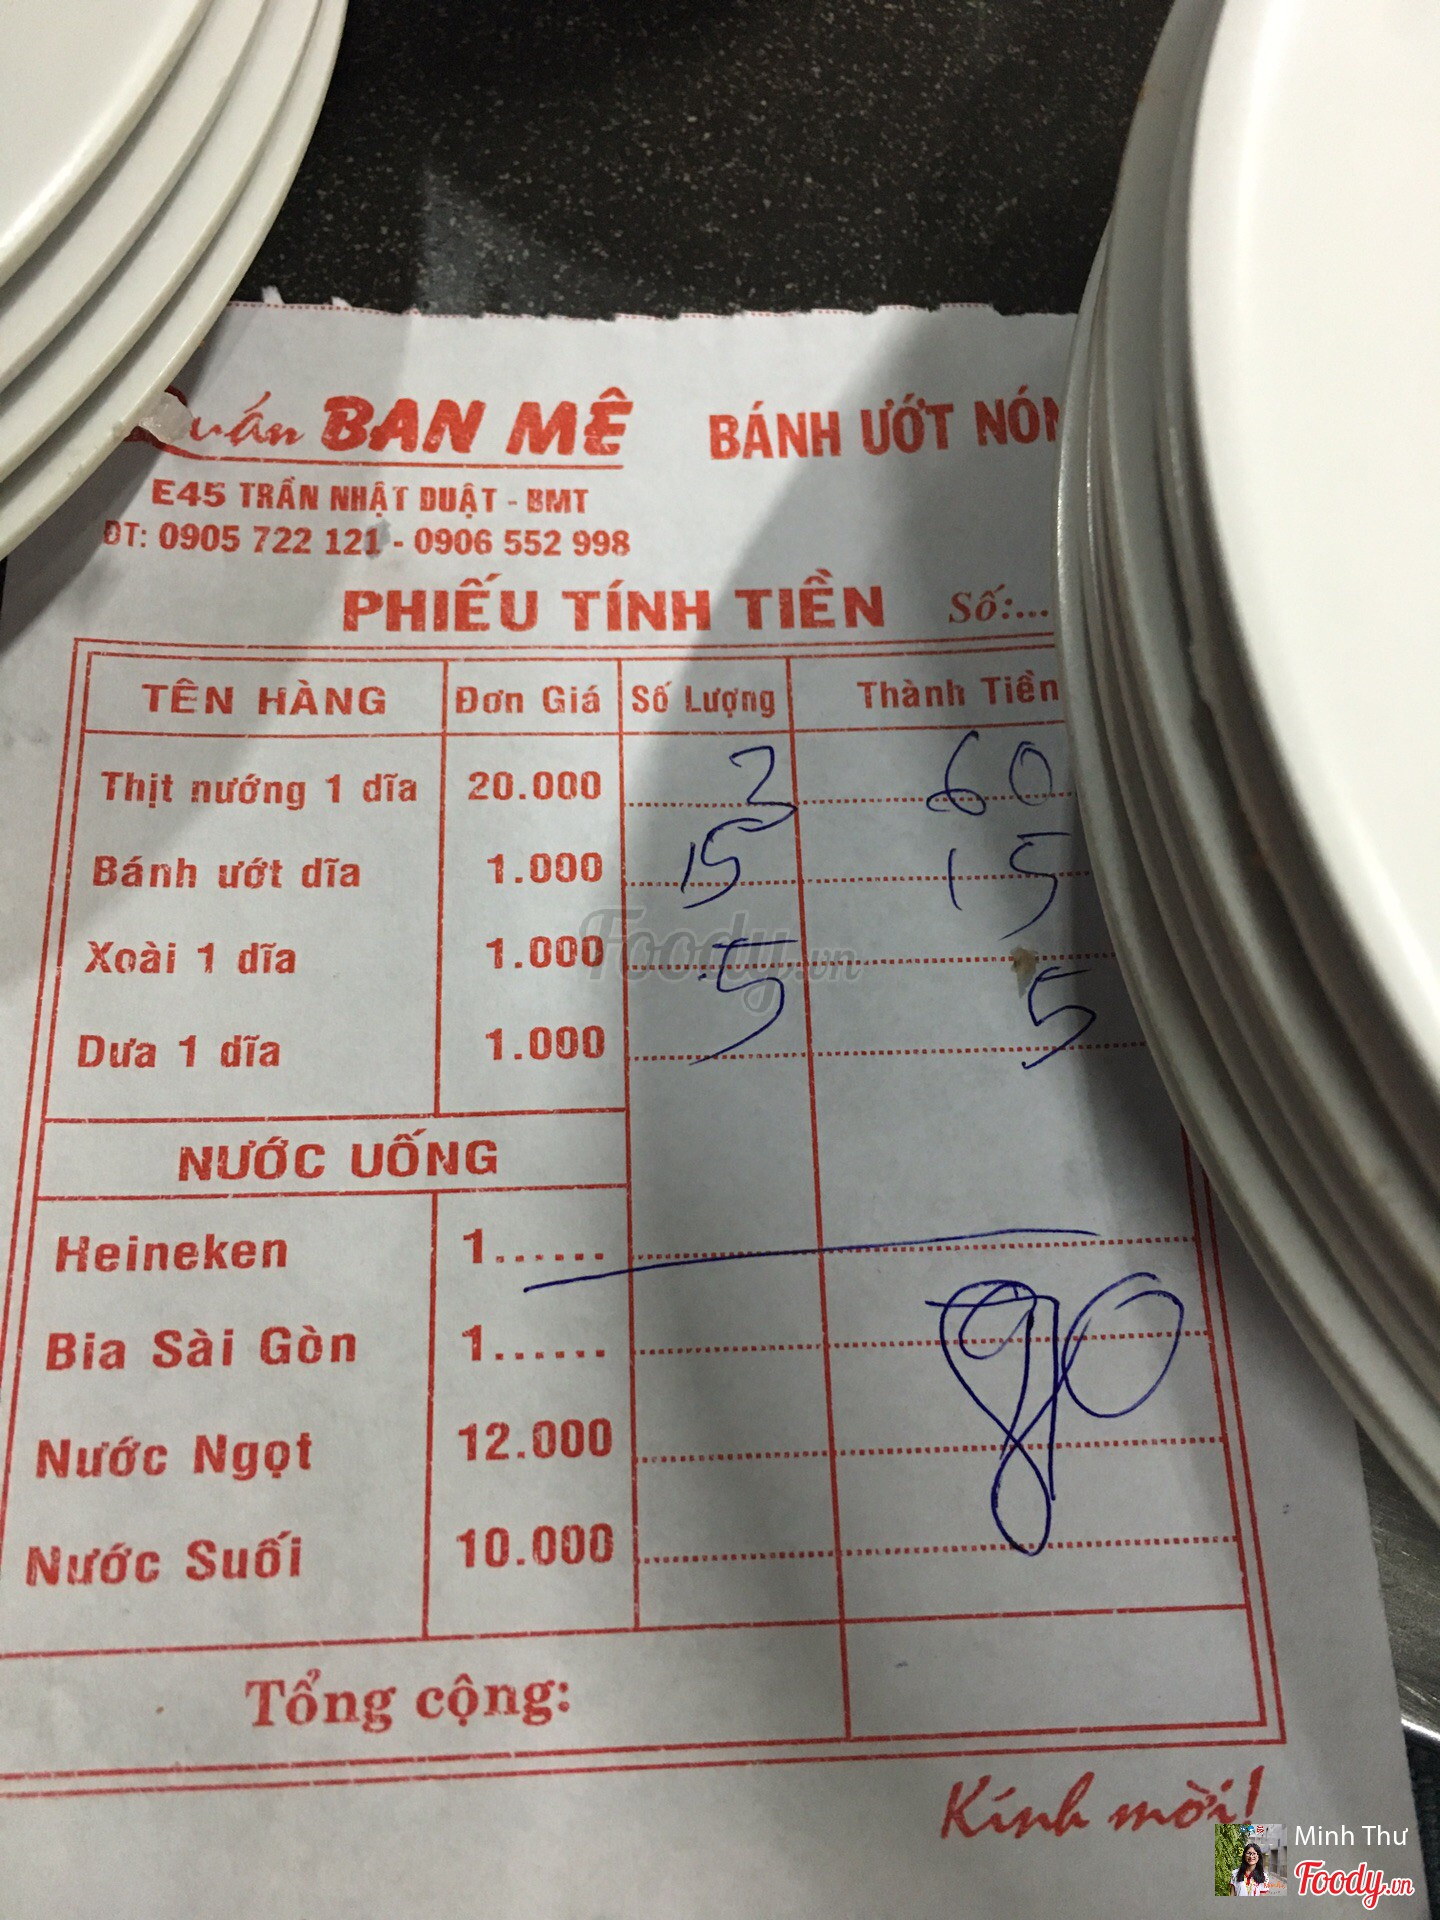 Quán BAN MÊ BÁNH ƯỚT
E45 TRẦN NHẬT DUẬT - BMT
ĐT: 0905 722 121 - 0906 552 998
PHIẾU TÍNH TIỀN Số:...
TÊN HÀNG Đơn Giá Số Lượng Thành Tiền
Thịt nướng 1 dĩa 20.000 60
Bánh ướt dĩa 1.000 15 15
Xoài 1 dĩa 1.000 5 5
Dưa 1 dĩa 1.000
NƯỚC UỐNG
Heineken 1......
Bia Sài Gòn 1......
Nước Ngọt 12.000
Nước Suối 10.000
Tổng cộng:
Kính mời!
Foody.vn
Minh Thư
Foody.vn